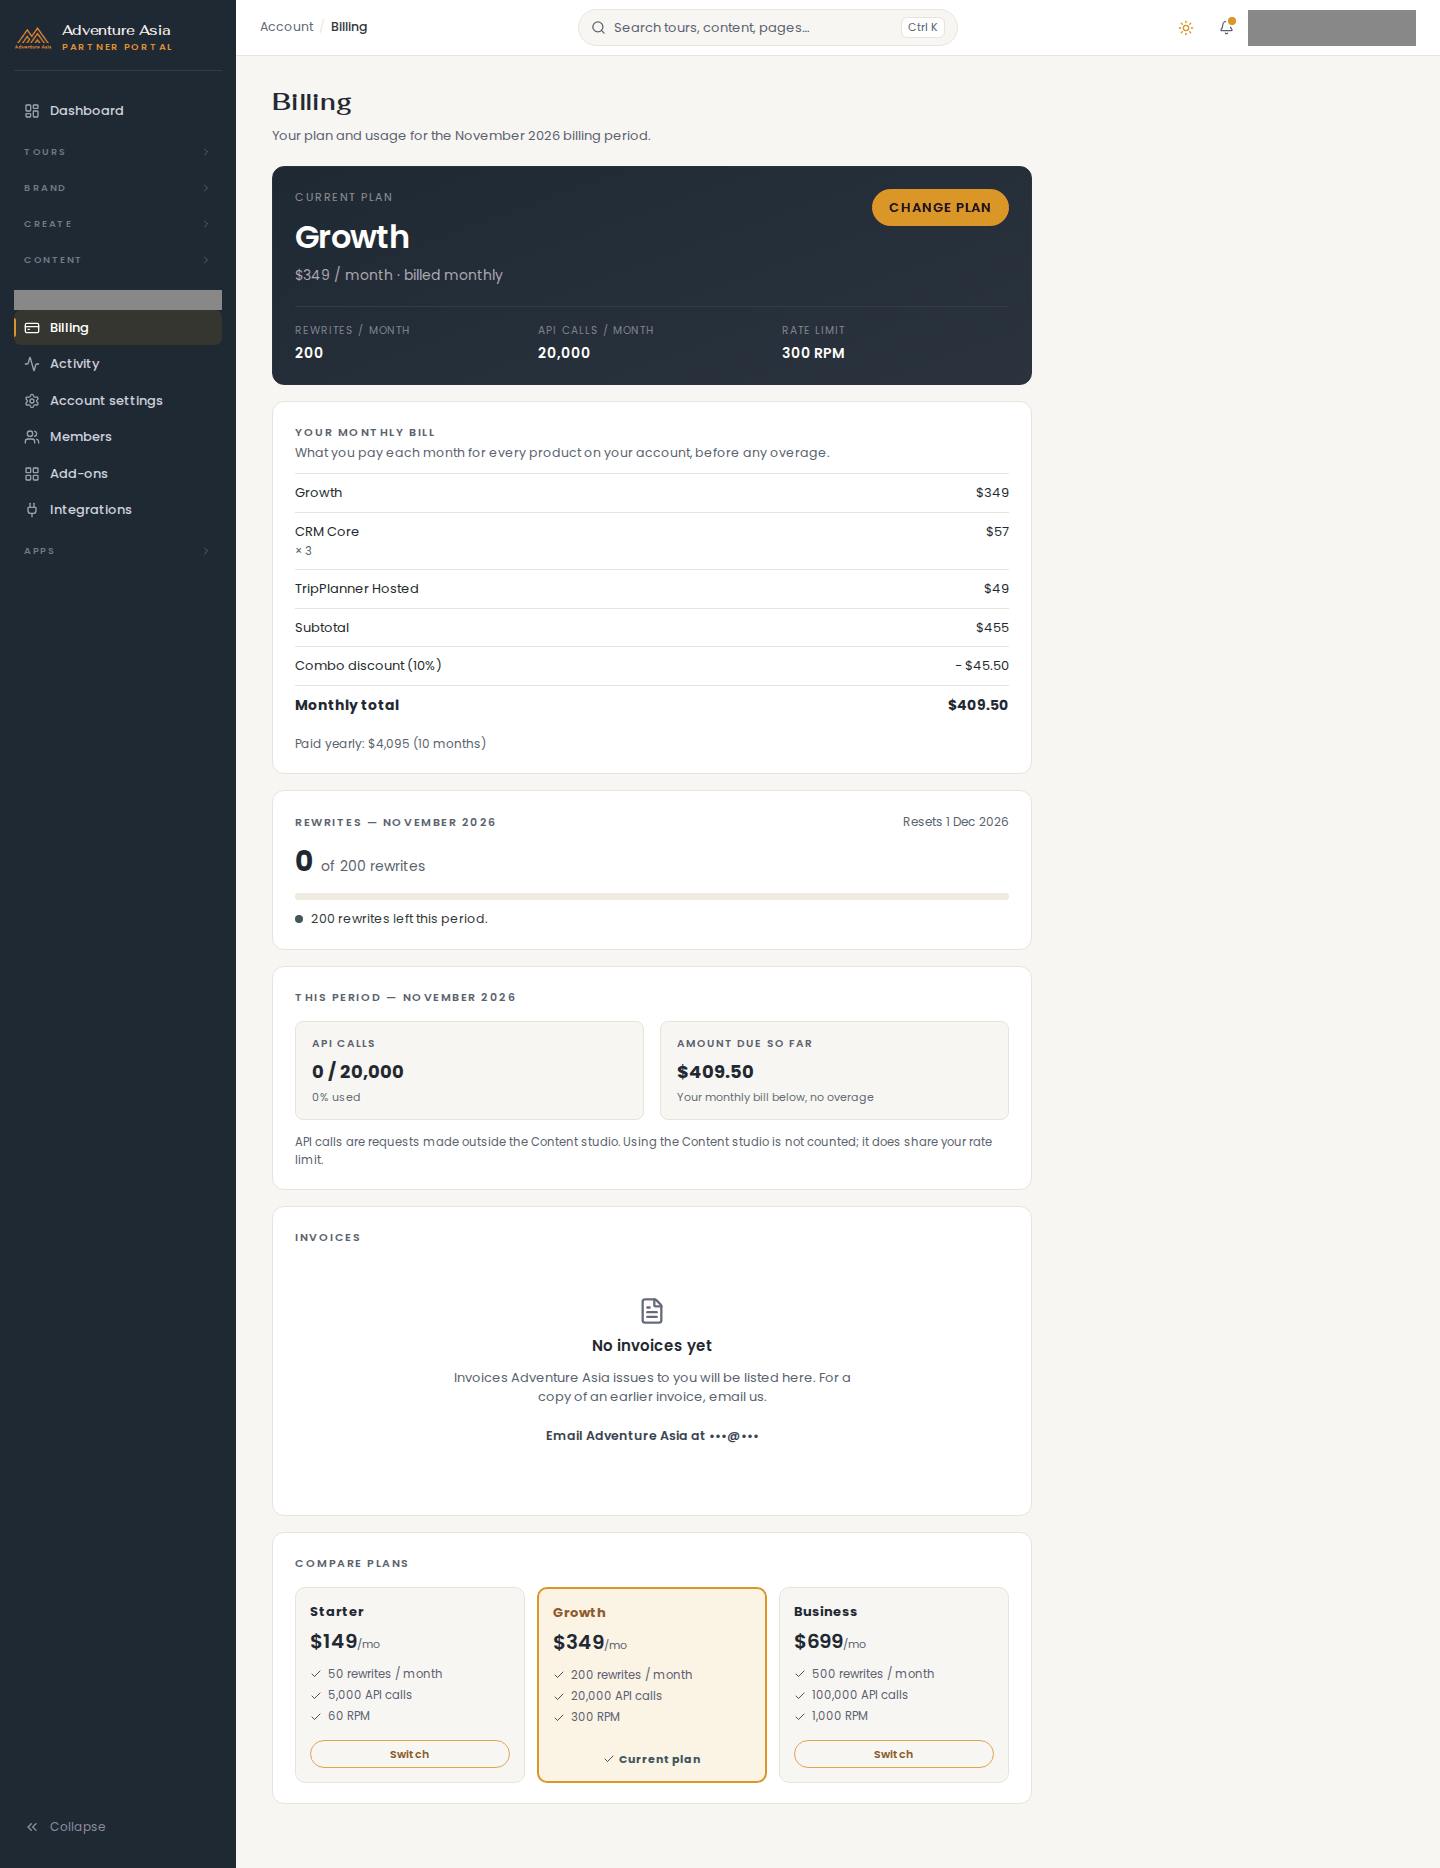 Adventure Asia
PARTNER PORTAL
Adventure Asia
Dashboard
TOURS
BRAND
CREATE
CONTENT
Billing
Activity
Account settings
Members
Add-ons
Integrations
APPS
Collapse
Account / Billing
Search tours, content, pages...
Ctrl K
Billing
Your plan and usage for the November 2026 billing period.
CURRENT PLAN
CHANGE PLAN
Growth
$349 / month · billed monthly
REWRITES / MONTH
200
API CALLS / MONTH
20,000
RATE LIMIT
300 RPM
YOUR MONTHLY BILL
What you pay each month for every product on your account, before any overage.
Growth $349
CRM Core $57
× 3
TripPlanner Hosted $49
Subtotal $455
Combo discount (10%) − $45.50
Monthly total $409.50
Paid yearly: $4,095 (10 months)
REWRITES — NOVEMBER 2026
Resets 1 Dec 2026
0 of 200 rewrites
200 rewrites left this period.
THIS PERIOD — NOVEMBER 2026
API CALLS
0 / 20,000
0% used
AMOUNT DUE SO FAR
$409.50
Your monthly bill below, no overage
API calls are requests made outside the Content studio. Using the Content studio is not counted; it does share your rate
limit.
INVOICES
No invoices yet
Invoices Adventure Asia issues to you will be listed here. For a
copy of an earlier invoice, email us.
Email Adventure Asia at •••@•••
COMPARE PLANS
Starter
$149/mo
50 rewrites / month
5,000 API calls
60 RPM
Switch
Growth
$349/mo
200 rewrites / month
20,000 API calls
300 RPM
Current plan
Business
$699/mo
500 rewrites / month
100,000 API calls
1,000 RPM
Switch